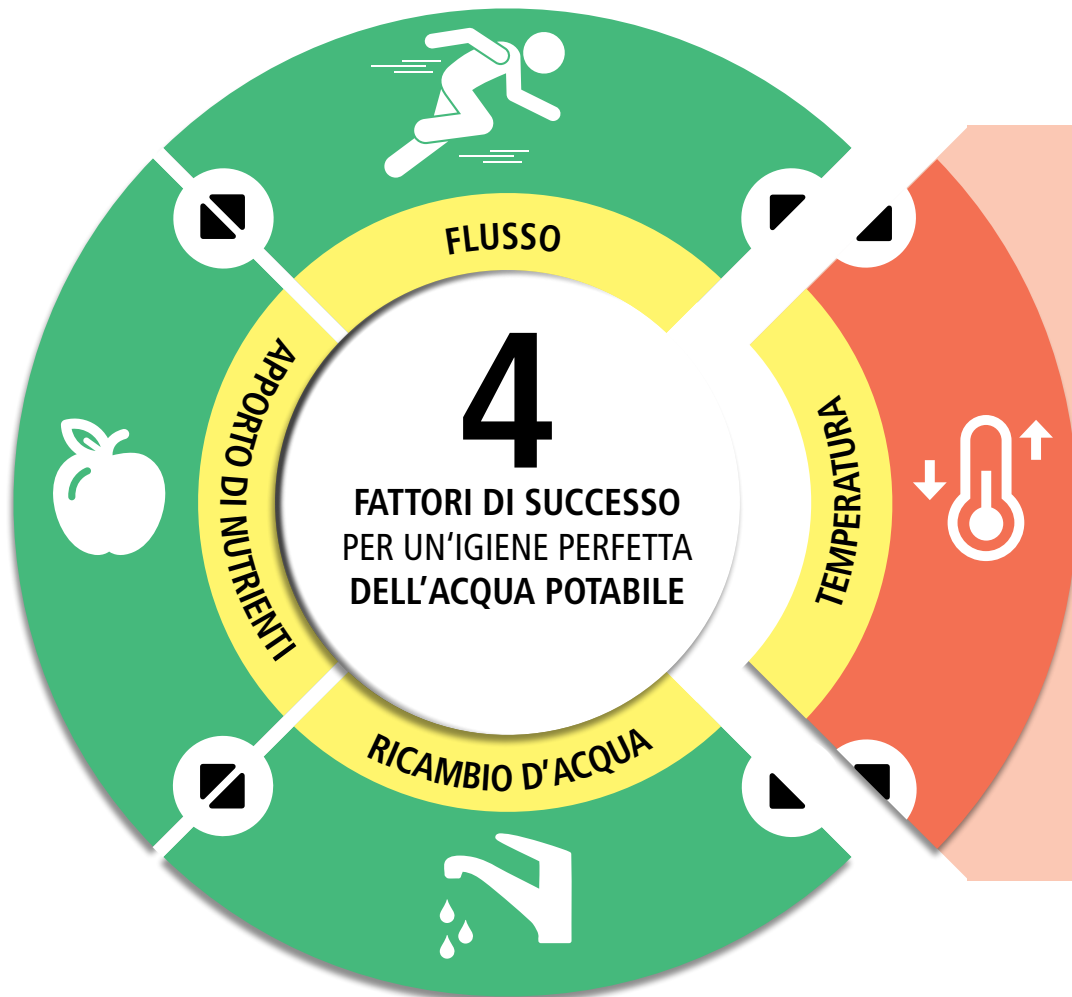 FLUSSO
APPORTO DI NUTRIENTI
4
FATTORI DI SUCCESSO
PER UN‘IGIENE PERFETTA
DELL’ACQUA POTABILE
TEMPERATURA
RICAMBIO D’ACQUA